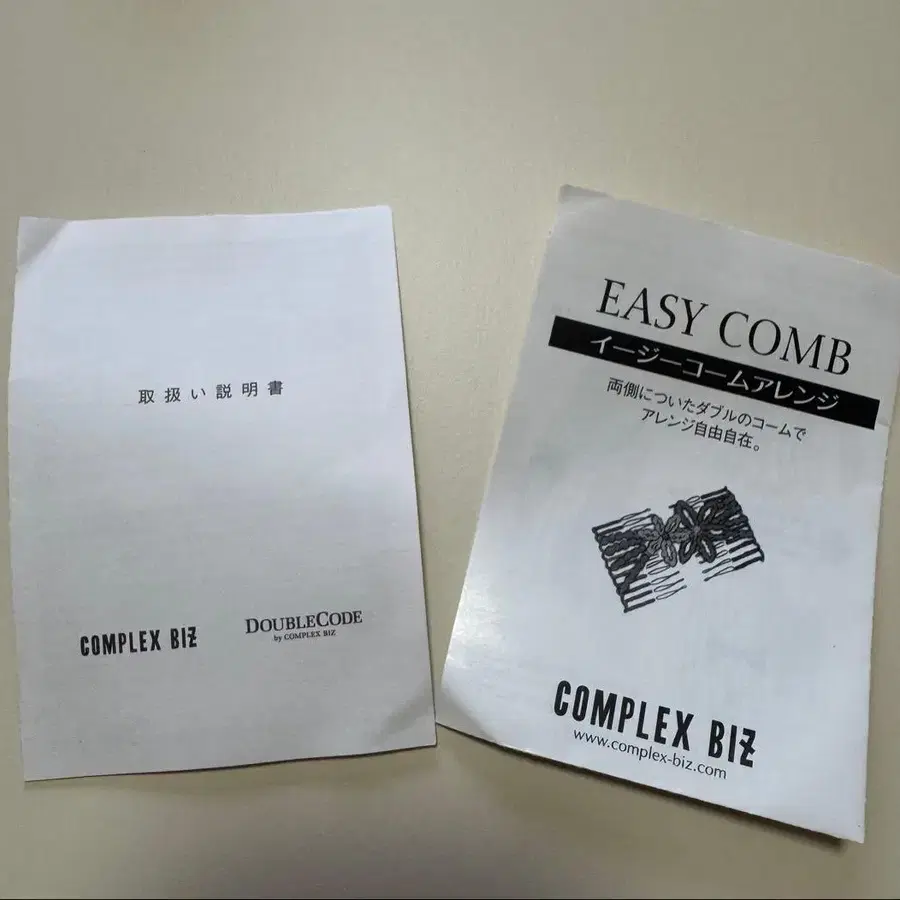 取扱い説明書
COMPLEX BIZ
DOUBLECODE
by COMPLEX BIZ
EASY COMB
イージーコームアレンジ
両側についたダブルのコームで
アレンジ自由自在。
COMPLEX BIZ
www.complex-biz.com